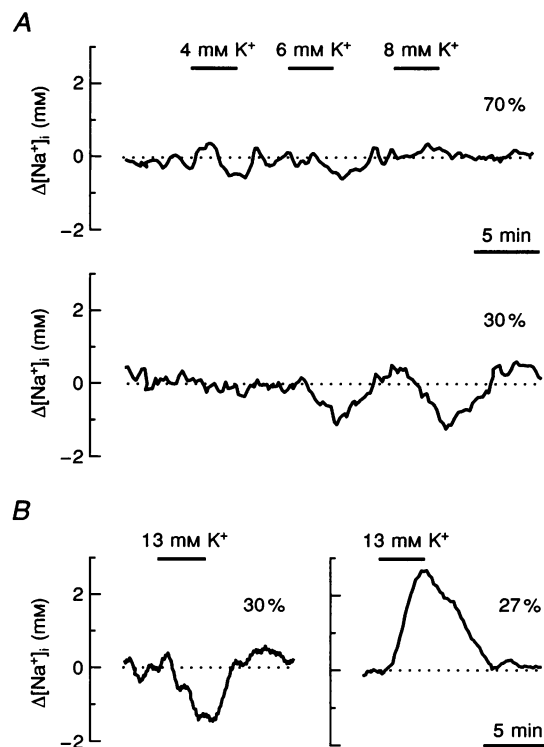 A
4 mM K⁺ 6 mM K⁺ 8 mM K⁺
Δ[Na⁺]ᵢ (mM)
2
0
−2
70%
5 min
Δ[Na⁺]ᵢ (mM)
2
0
−2
30%
B
13 mM K⁺ 13 mM K⁺
Δ[Na⁺]ᵢ (mM)
2
0
−2
30%
27%
5 min